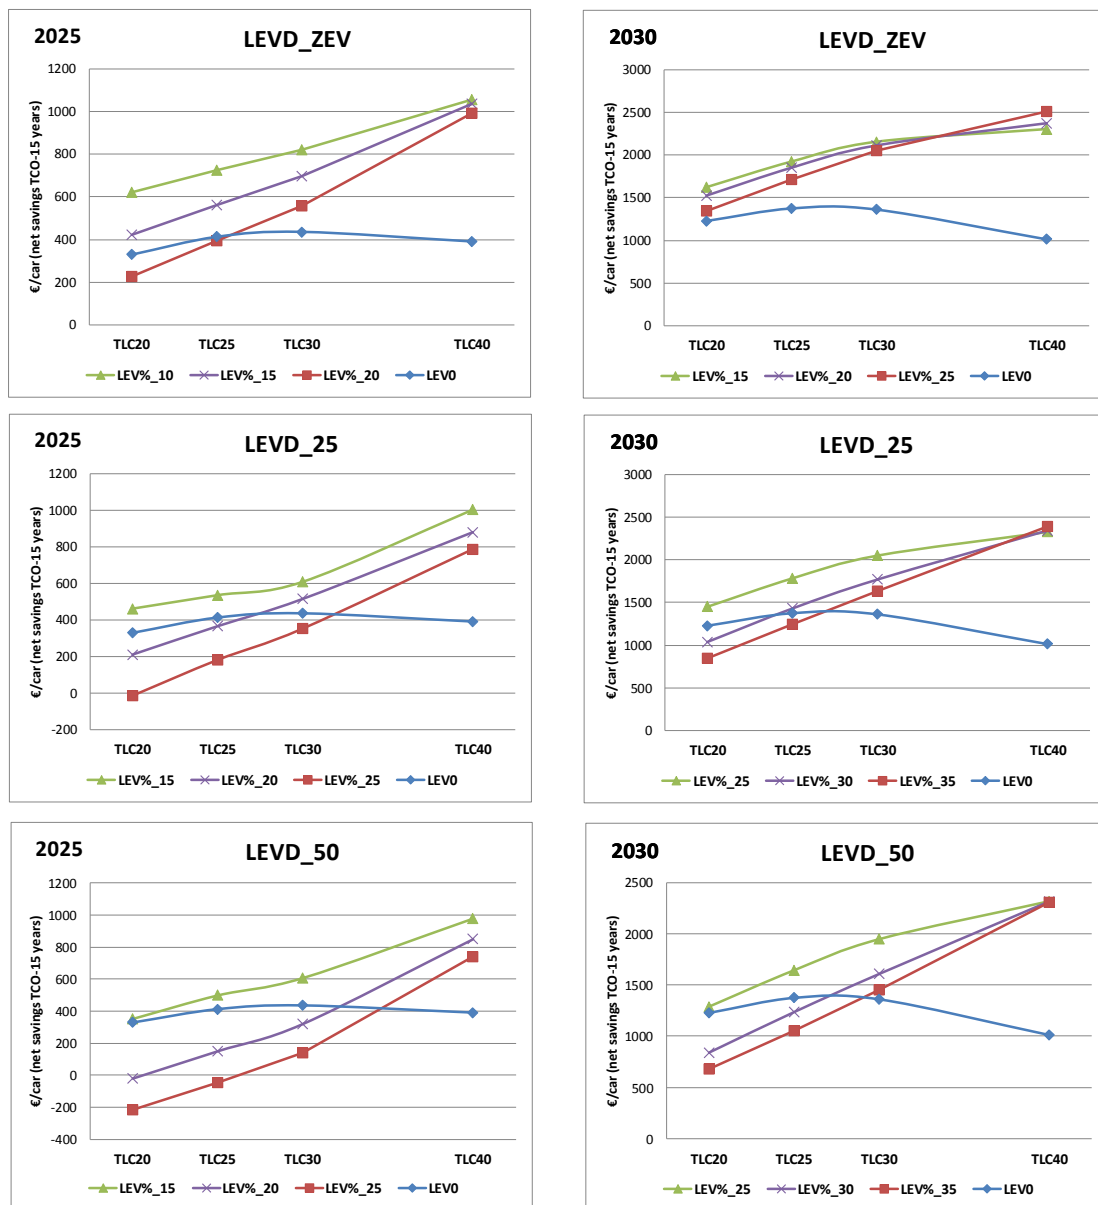 2025
LEVD_ZEV
€/car (net savings TCO-15 years)
1200
1000
800
600
400
200
0
TLC20 TLC25 TLC30 TLC40
LEV%_10 LEV%_15 LEV%_20 LEV0
2030
LEVD_ZEV
€/car (net savings TCO-15 years)
3000
2500
2000
1500
1000
500
0
TLC20 TLC25 TLC30 TLC40
LEV%_15 LEV%_20 LEV%_25 LEV0
2025
LEVD_25
€/car (net savings TCO-15 years)
1200
1000
800
600
400
200
0
-200
TLC20 TLC25 TLC30 TLC40
LEV%_15 LEV%_20 LEV%_25 LEV0
2030
LEVD_25
€/car (net savings TCO-15 years)
3000
2500
2000
1500
1000
500
0
TLC20 TLC25 TLC30 TLC40
LEV%_25 LEV%_30 LEV%_35 LEV0
2025
LEVD_50
€/car (net savings TCO-15 years)
1200
1000
800
600
400
200
0
-200
-400
TLC20 TLC25 TLC30 TLC40
LEV%_15 LEV%_20 LEV%_25 LEV0
2030
LEVD_50
€/car (net savings TCO-15 years)
2500
2000
1500
1000
500
0
TLC20 TLC25 TLC30 TLC40
LEV%_25 LEV%_30 LEV%_35 LEV0